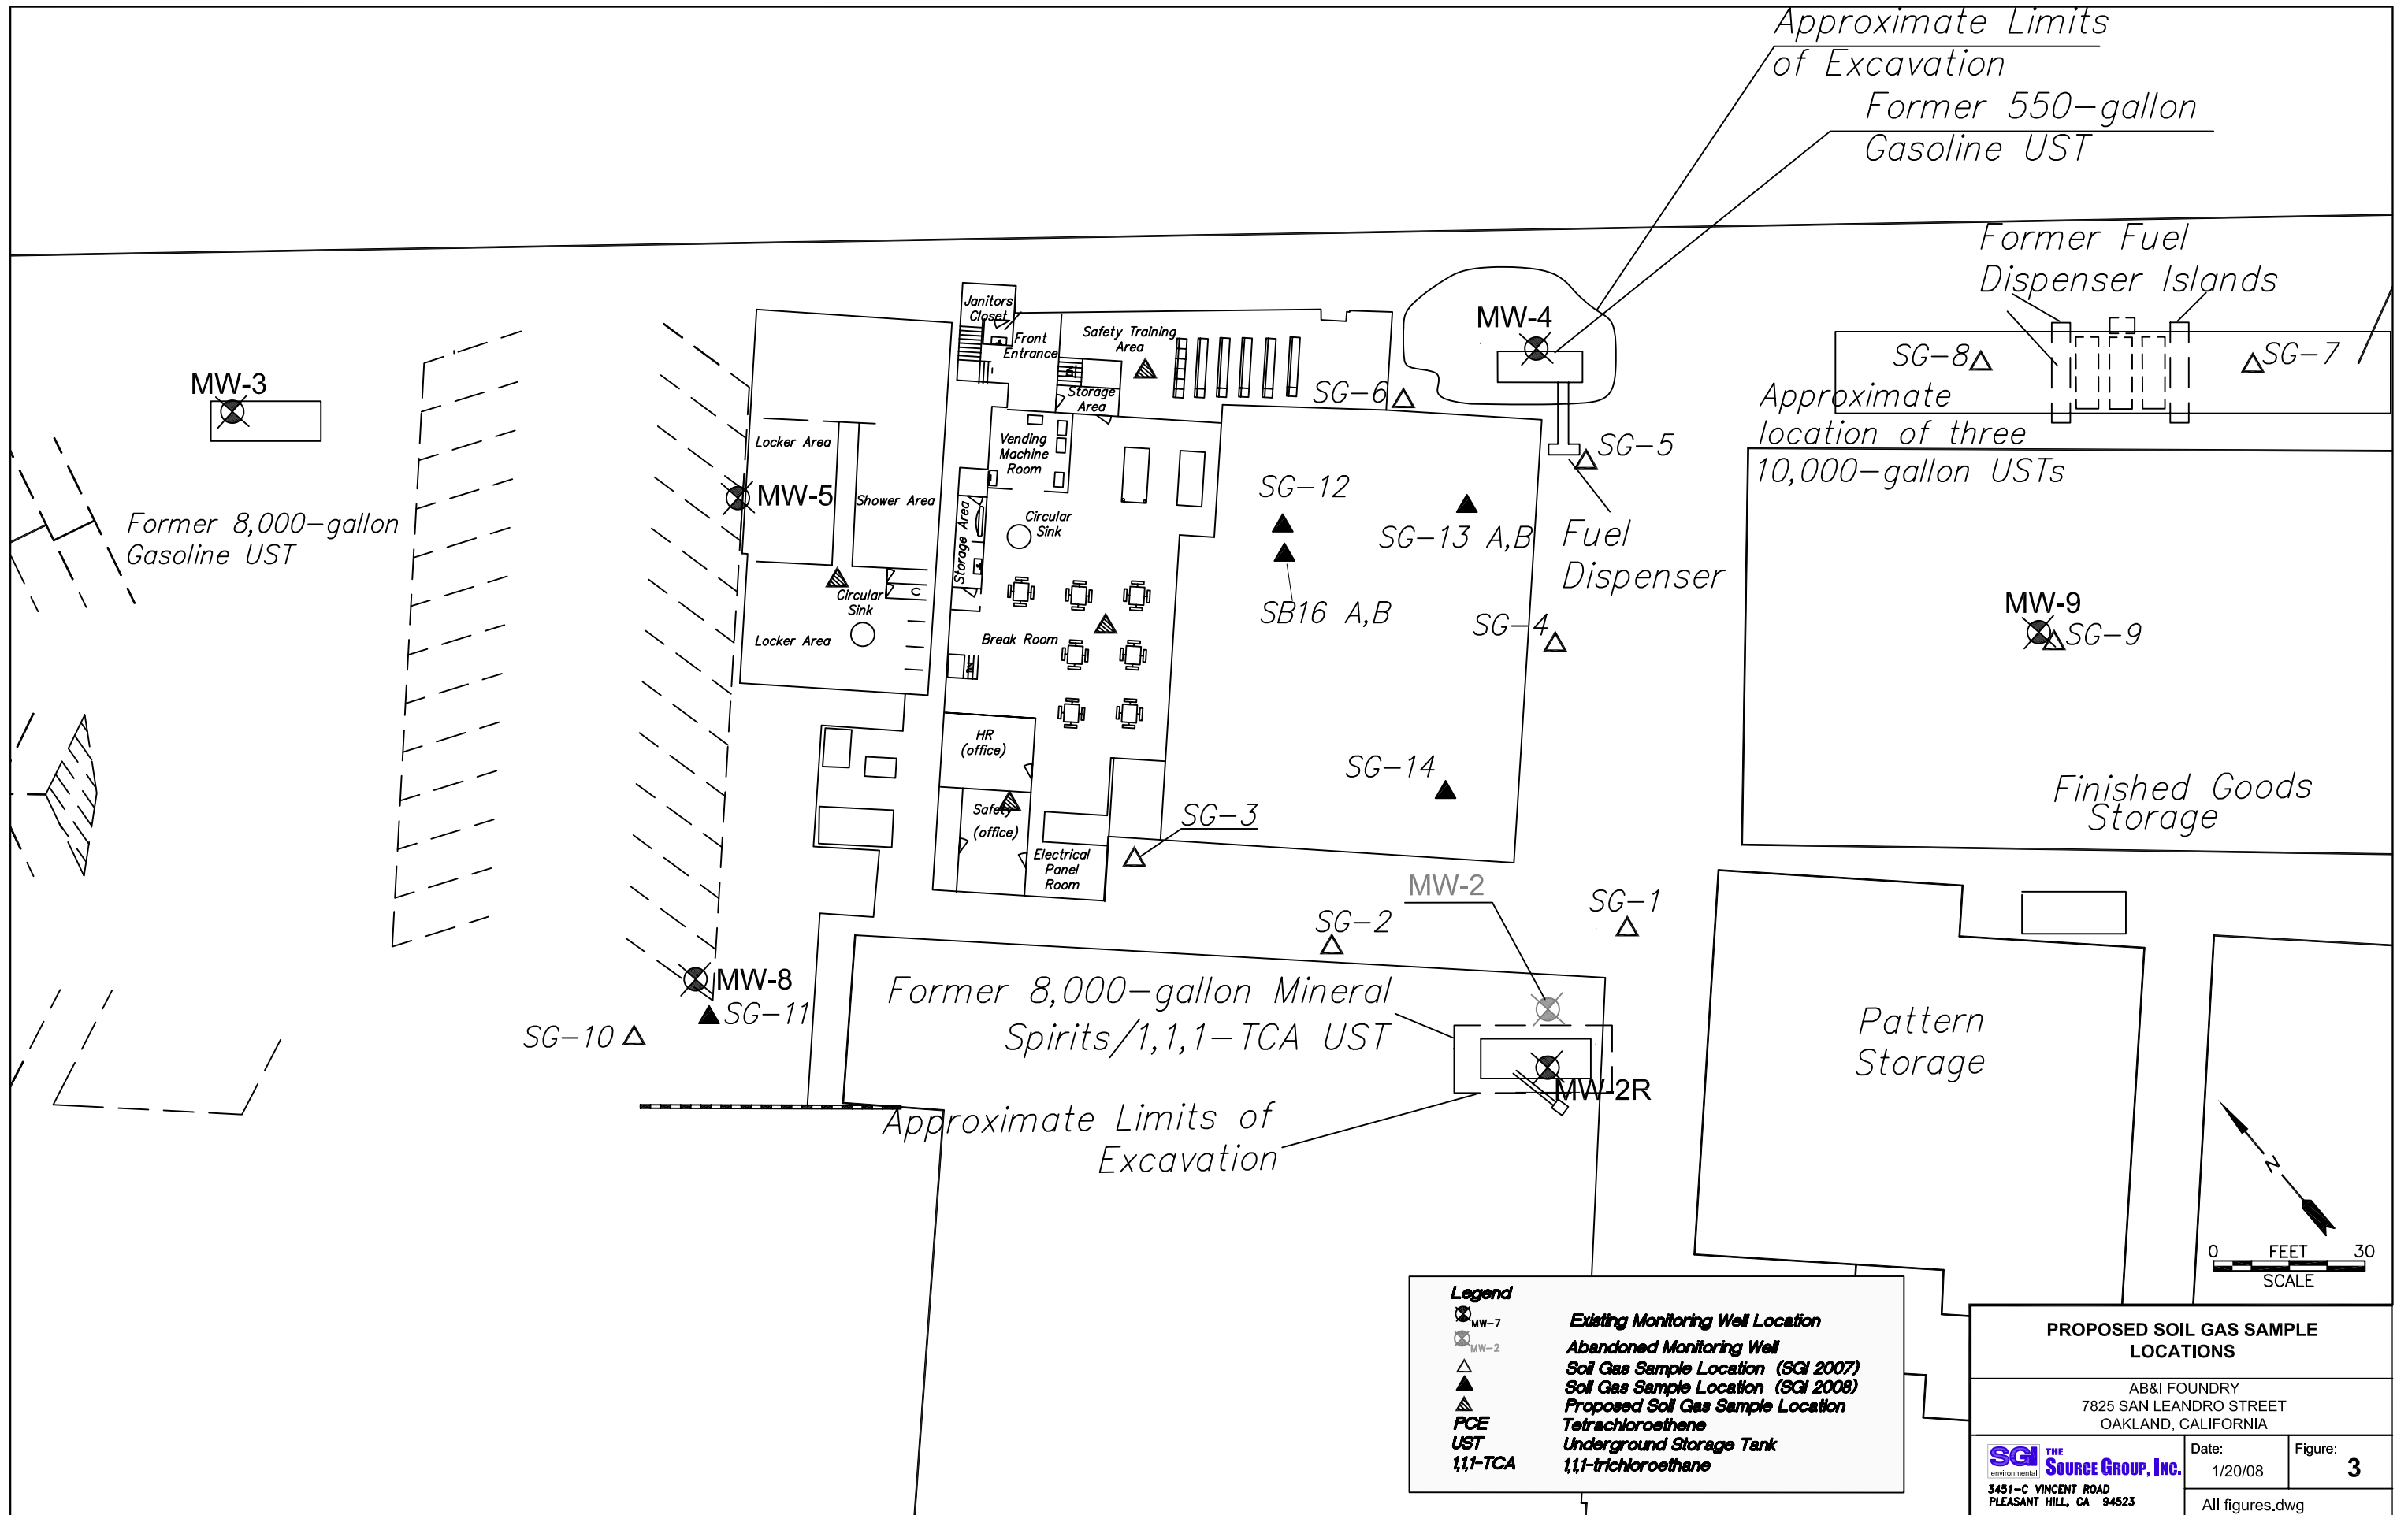 Approximate Limits
of Excavation
Former 550-gallon
Gasoline UST
Former Fuel
Dispenser Islands
Janitors
Closet
Front
Entrance
Safety Training
Area
Storage
Area
MW-4
SG-6
SG-8
SG-7
MW-3
Approximate
location of three
10,000-gallon USTs
SG-5
Locker Area
Vending
Machine
Room
MW-5
Shower Area
Former 8,000-gallon
Gasoline UST
Storage Area
Circular
Sink
SG-12
SG-13 A,B
SB16 A,B
Fuel
Dispenser
Circular
Sink
C
Locker Area
Break Room
SG-4
MW-9
SG-9
HR
(office)
SG-14
Finished Goods
Storage
Safety
(office)
SG-3
Electrical
Panel
Room
MW-2
SG-2
SG-1
MW-8
SG-11
SG-10
Former 8,000-gallon Mineral
Spirits/1,1,1-TCA UST
MW-2R
Approximate Limits of
Excavation
Pattern
Storage
N
0 FEET 30
SCALE
Legend
MW-7 Existing Monitoring Well Location
MW-2 Abandoned Monitoring Well
Soil Gas Sample Location (SGI 2007)
Soil Gas Sample Location (SGI 2008)
Proposed Soil Gas Sample Location
PCE Tetrachloroethene
UST Underground Storage Tank
1,1,1-TCA 1,1,1-trichloroethane
PROPOSED SOIL GAS SAMPLE
LOCATIONS
AB&I FOUNDRY
7825 SAN LEANDRO STREET
OAKLAND, CALIFORNIA
SGI environmental
THE
SOURCE GROUP, INC.
3451-C VINCENT ROAD
PLEASANT HILL, CA 94523
Date:
1/20/08
Figure:
3
All figures.dwg